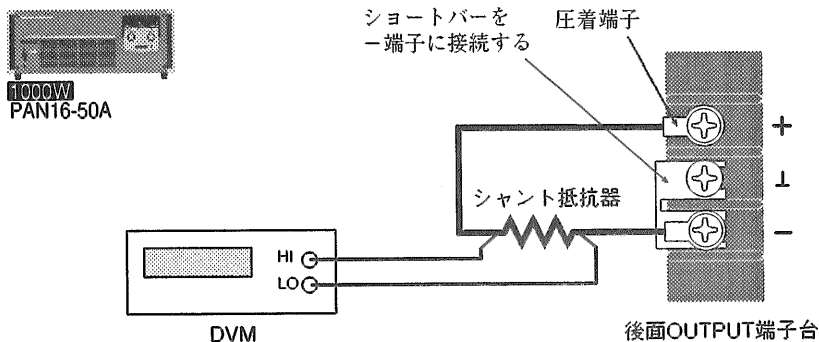 ショートバーを
－端子に接続する
圧着端子
1000W
PAN16-50A
＋
⊥
－
シャント抵抗器
HI
LO
DVM
後面OUTPUT端子台